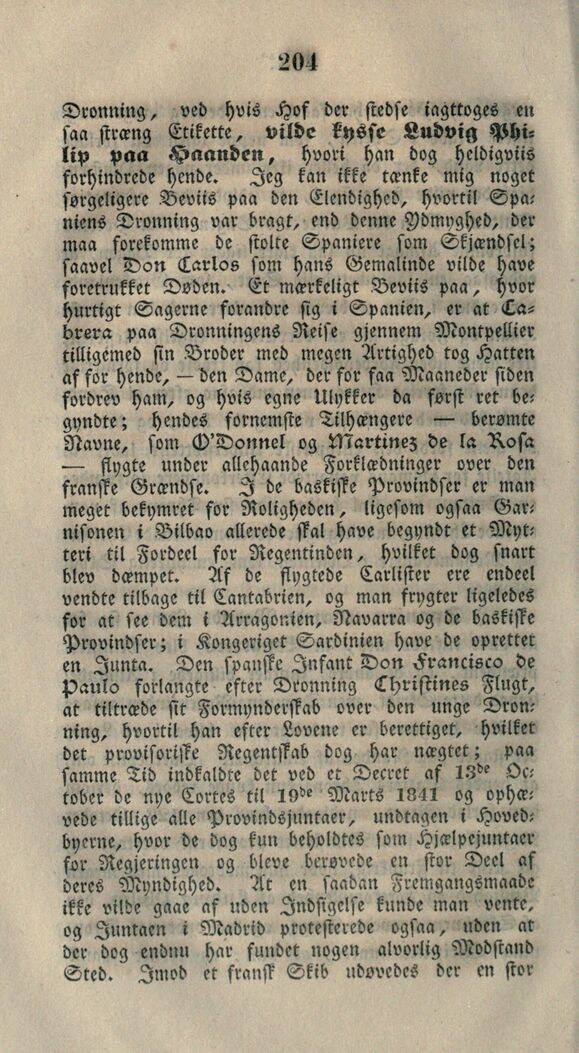 204
Dronning, ved hvis Hof der stedse iagttoges en
saa stræng Etikette, vilde kysse Ludvig Phi-
lip paa Haanden, hvori han dog heldigviis
forhindrede hende. Jeg kan ikke tænke mig noget
sørgeligere Beviis paa den Elendighed, hvortil Spa-
niens Dronning var bragt, end denne Ydmyghed, der
maa forekomme de stolte Spaniere som Skjændsel;
saavel Don Carlos som hans Gemalinde vilde have
foretrukket Døden. Et mærkeligt Beviis paa, hvor
hurtigt Sagerne forandre sig i Spanien, er at Ca-
brera paa Dronningens Reise gjennem Montpellier
tilligemed sin Broder med megen Artighed tog Hatten
af for hende, — den Dame, der for faa Maaneder siden
fordrev ham, og hvis egne Ulykker da først ret be-
gyndte; hendes fornemste Tilhængere — berømte
Navne, som O'Donnel og Martinez de la Rosa
— flygte under allehaande Forklædninger over den
franske Grændse. I de baskiske Provindser er man
meget bekymret for Roligheden, ligesom ogsaa Gar-
nisonen i Bilbao allerede skal have begyndt et Myt-
teri til Fordeel for Regentinden, hvilket dog snart
blev dæmpet. Af de flygtede Carlister ere endeel
vendte tilbage til Cantabrien, og man frygter ligeledes
for at see dem i Arragonien, Navarra og de baskiske
Provindser; i Kongeriget Sardinien have de oprettet
en Junta. Den spanske Infant Don Francisco de
Paulo forlangte efter Dronning Christines Flugt,
at tiltræde sit Formynderskab over den unge Dron-
ning, hvortil han efter Lovene er berettiget, hvilket
det provisoriske Regentskab dog har nægtet; paa
samme Tid indkaldte det ved et Decret af 13de Oc-
tober de nye Cortes til 19de Marts 1841 og ophæ-
vede tillige alle Provindsjuntaer, undtagen i Hoved-
byerne, hvor de dog kun beholdtes som Hjælpejuntaer
for Regjeringen og bleve berøvede en stor Deel af
deres Myndighed. At en saadan Fremgangsmaade
ikke vilde gaae af uden Indsigelse kunde man vente,
og Juntaen i Madrid protesterede ogsaa, uden at
der dog endnu har fundet nogen alvorlig Modstand
Sted. Imod et fransk Skib udøvedes der en stor